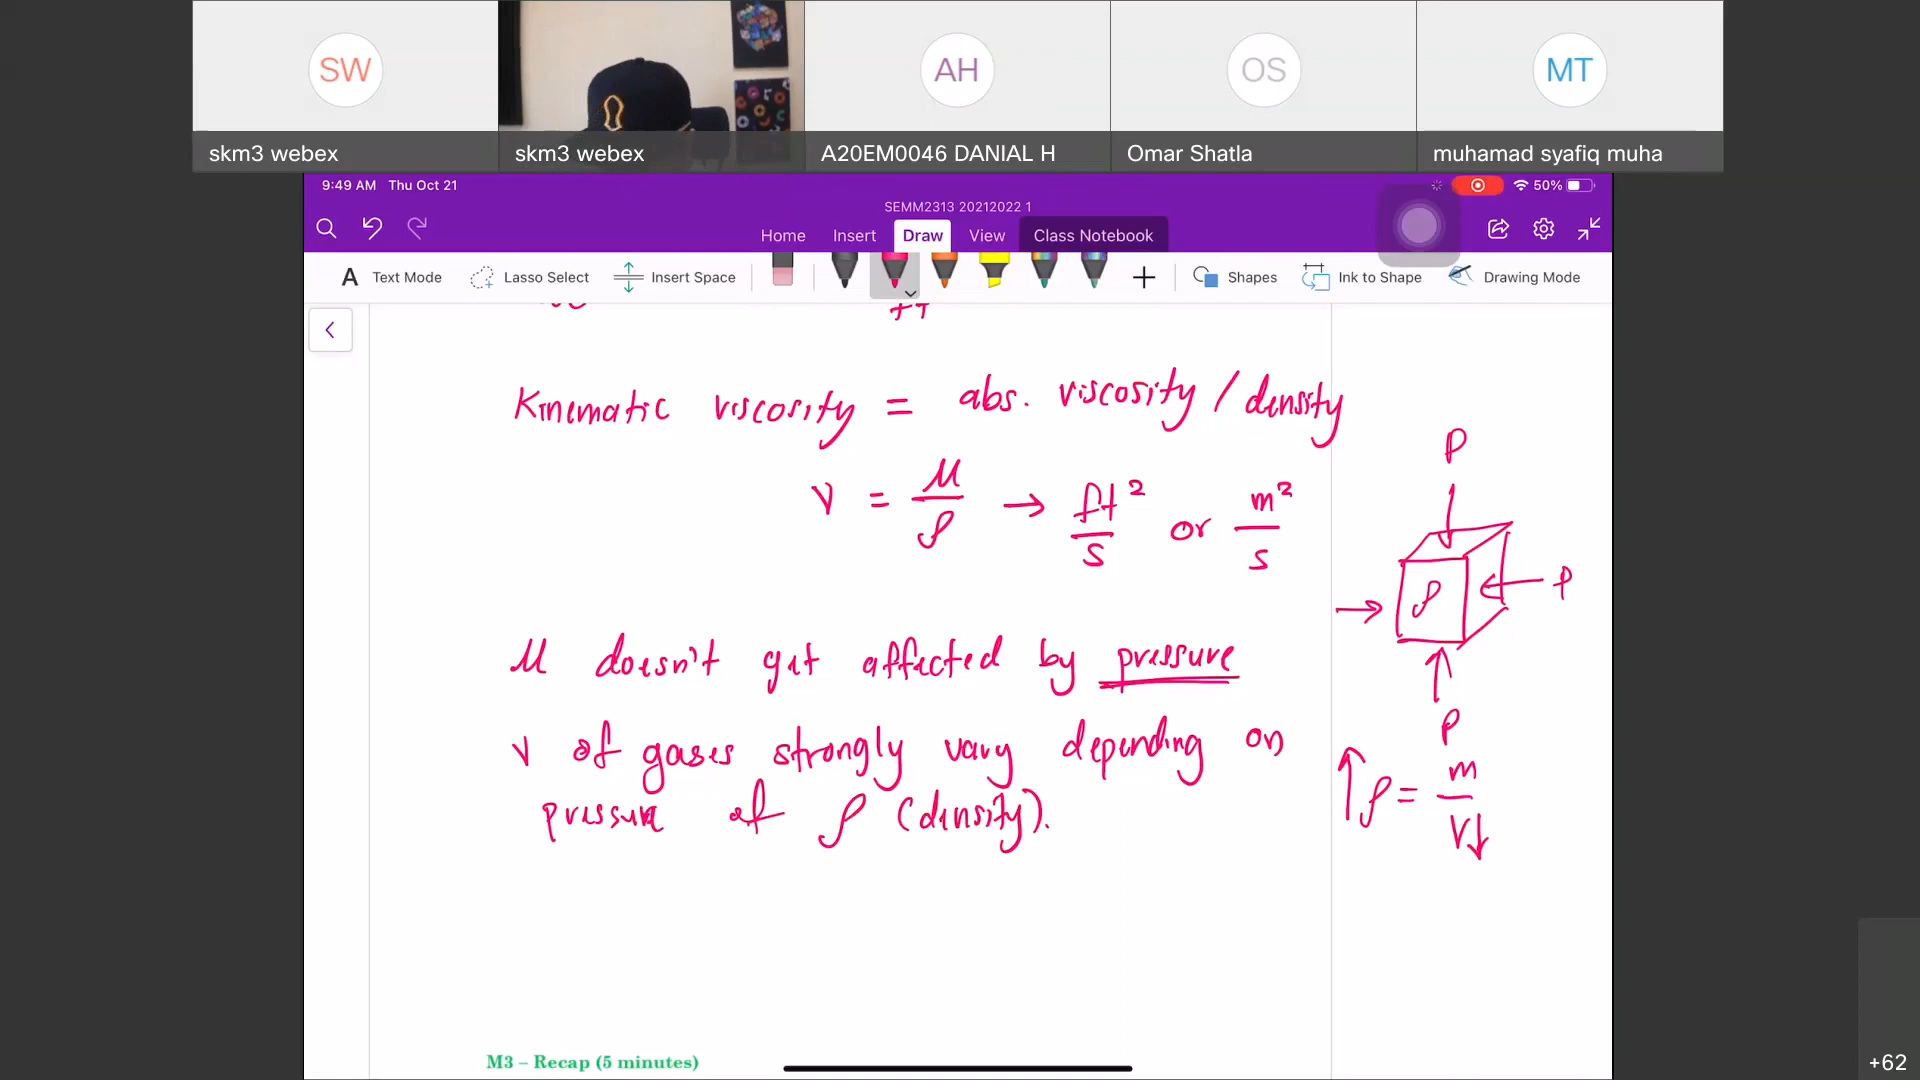 SW
AH
OS
MT
skm3 webex
skm3 webex
A20EM0046 DANIAL H
Omar Shatla
muhamad syafiq muha
9:49 AM Thu Oct 21
50%
SEMM2313 20212022 1
Home Insert Draw View Class Notebook
A Text Mode Lasso Select Insert Space Shapes Ink to Shape Drawing Mode
Kinematic viscosity = abs. viscosity / density
P
ν = μ / ρ → ft² / s or m² / s
ρ
P
μ doesn't get affected by pressure
P
ν of gases strongly vary depending on
pressure of ρ (density).
↑ρ = m / V↓
M3 – Recap (5 minutes)
+62